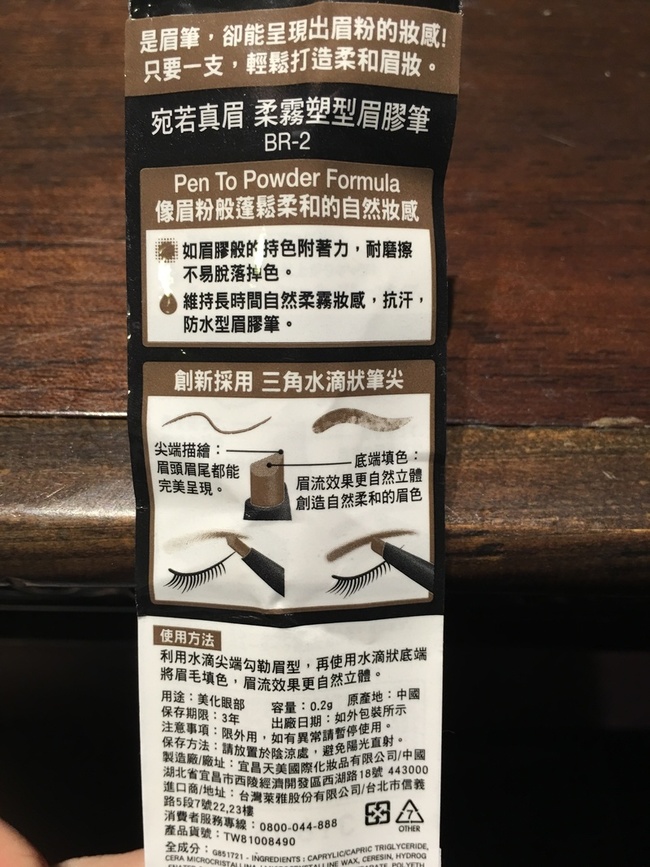 是眉筆，卻能呈現出眉粉的妝感!
只要一支，輕鬆打造柔和眉妝。
宛若真眉 柔霧塑型眉膠筆
BR-2
Pen To Powder Formula
像眉粉般蓬鬆柔和的自然妝感
如眉膠般的持色附著力，耐磨擦
不易脫落掉色。
維持長時間自然柔霧妝感，抗汗，
防水型眉膠筆。
創新採用 三角水滴狀筆尖
尖端描繪：
眉頭眉尾都能
完美呈現。
底端填色：
眉流效果更自然立體
創造自然柔和的眉色
使用方法
利用水滴尖端勾勒眉型，再使用水滴狀底端
將眉毛填色，眉流效果更自然立體。
用途：美化眼部 容量：0.2g 原產地：中國
保存期限：3年 出廠日期：如外包裝所示
注意事項：限外用，如有異常請暫停使用。
保存方法：請放置於陰涼處，避免陽光直射。
製造廠/廠址：宜昌天美國際化妝品有限公司/中國
湖北省宜昌市西陵經濟開發區西湖路18號 443000
進口商/地址：台灣萊雅股份有限公司/台北市信義
路5段7號22,23樓
消費者服務專線：0800-044-888
產品貨號：TW81008490
7
OTHER
全成分：G851721 - INGREDIENTS : CAPRYLIC/CAPRIC TRIGLYCERIDE,
CERA MICROCRISTALLINA / MICROCRYSTALLINE WAX, CERESIN, HYDROG